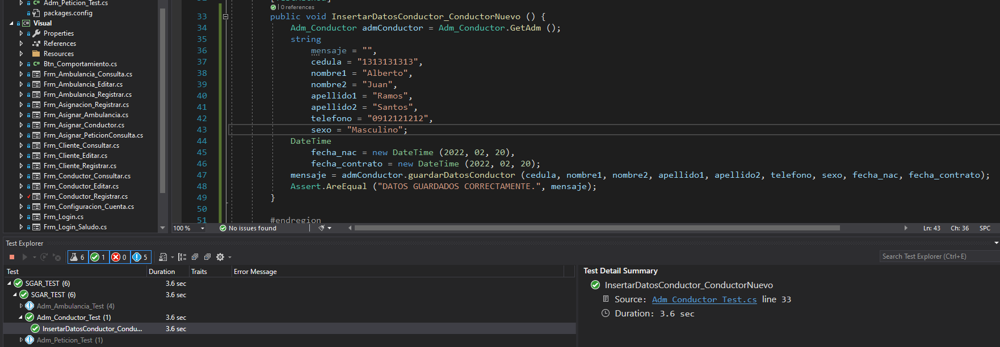 Adm_Peticion_Test.cs
packages.config
Visual
Properties
References
Resources
Btn_Comportamiento.cs
Frm_Ambulancia_Consulta.cs
Frm_Ambulancia_Editar.cs
Frm_Ambulancia_Registrar.cs
Frm_Asignacion_Registrar.cs
Frm_Asignar_Ambulancia.cs
Frm_Asignar_Conductor.cs
Frm_Asignar_PeticionConsulta.cs
Frm_Cliente_Consultar.cs
Frm_Cliente_Editar.cs
Frm_Cliente_Registrar.cs
Frm_Conductor_Consultar.cs
Frm_Conductor_Editar.cs
Frm_Conductor_Registrar.cs
Frm_Configuracion_Cuenta.cs
Frm_Login.cs
Frm_Login_Saludo.cs
0 references
33 public void InsertarDatosConductor_ConductorNuevo () {
34 Adm_Conductor admConductor = Adm_Conductor.GetAdm ();
35 string
36 mensaje = "",
37 cedula = "1313131313",
38 nombre1 = "Alberto",
39 nombre2 = "Juan",
40 apellido1 = "Ramos",
41 apellido2 = "Santos",
42 telefono = "0912121212",
43 sexo = "Masculino";
44 DateTime
45 fecha_nac = new DateTime (2022, 02, 20),
46 fecha_contrato = new DateTime (2022, 02, 20);
47 mensaje = admConductor.guardarDatosConductor (cedula, nombre1, nombre2, apellido1, apellido2, telefono, sexo, fecha_nac, fecha_contrato);
48 Assert.AreEqual ("DATOS GUARDADOS CORRECTAMENTE.", mensaje);
49 }
50
51 #endregion
100 % No issues found Ln: 43 Ch: 36 SPC
Test Explorer
6 1 0 5
Search Test Explorer (Ctrl+E)
Test Duration Traits Error Message
SGAR_TEST (6) 3.6 sec
SGAR_TEST (6) 3.6 sec
Adm_Ambulancia_Test (4)
Adm_Conductor_Test (1) 3.6 sec
InsertarDatosConductor_Condu... 3.6 sec
Adm_Peticion_Test (1)
Test Detail Summary
InsertarDatosConductor_ConductorNuevo
Source: Adm_Conductor_Test.cs line 33
Duration: 3.6 sec